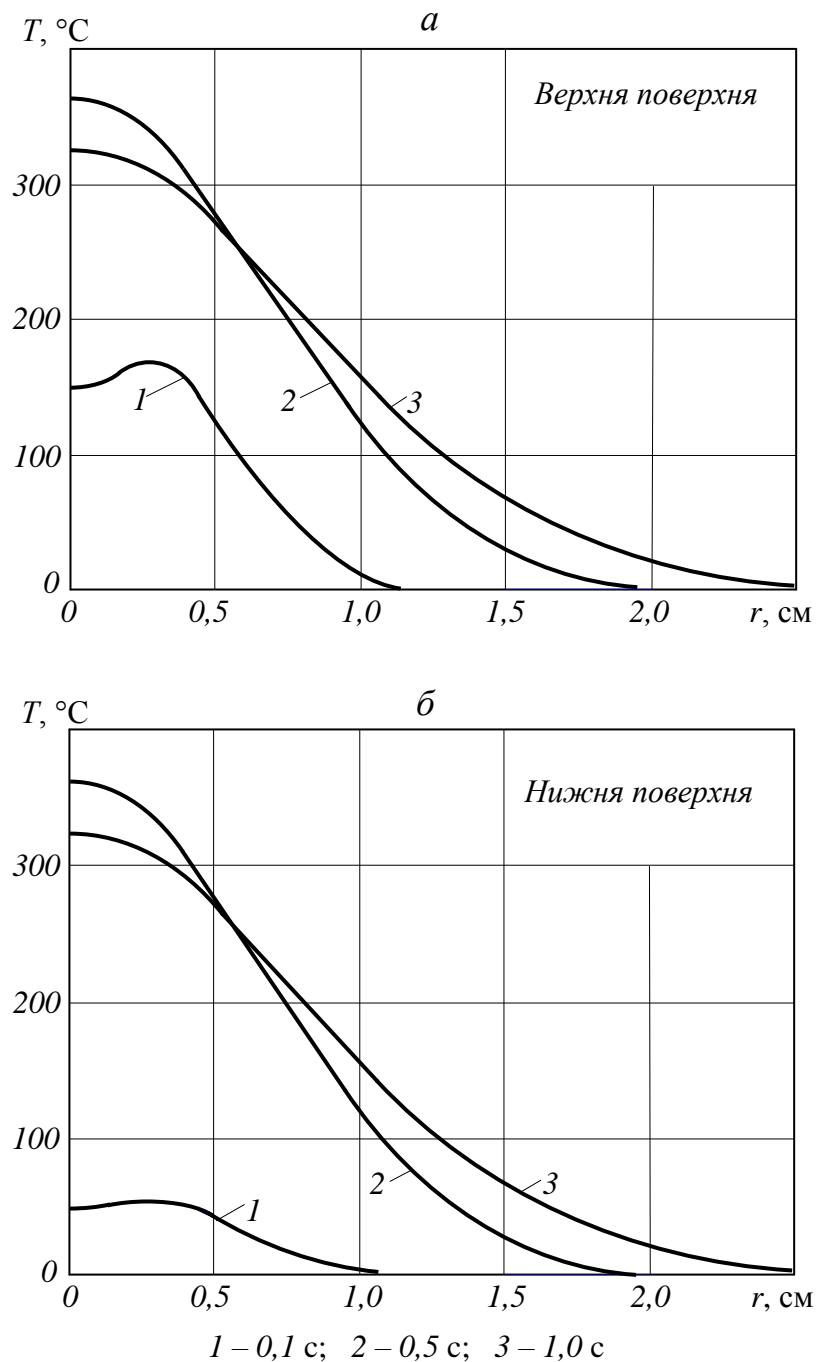 а
T, °C
Верхня поверхня
300
200
1
2
3
100
0
0
0,5
1,0
1,5
2,0
r, см
б
T, °C
Нижня поверхня
300
200
100
1
2
3
0
0
0,5
1,0
1,5
2,0
r, см
1 – 0,1 с; 2 – 0,5 с; 3 – 1,0 с